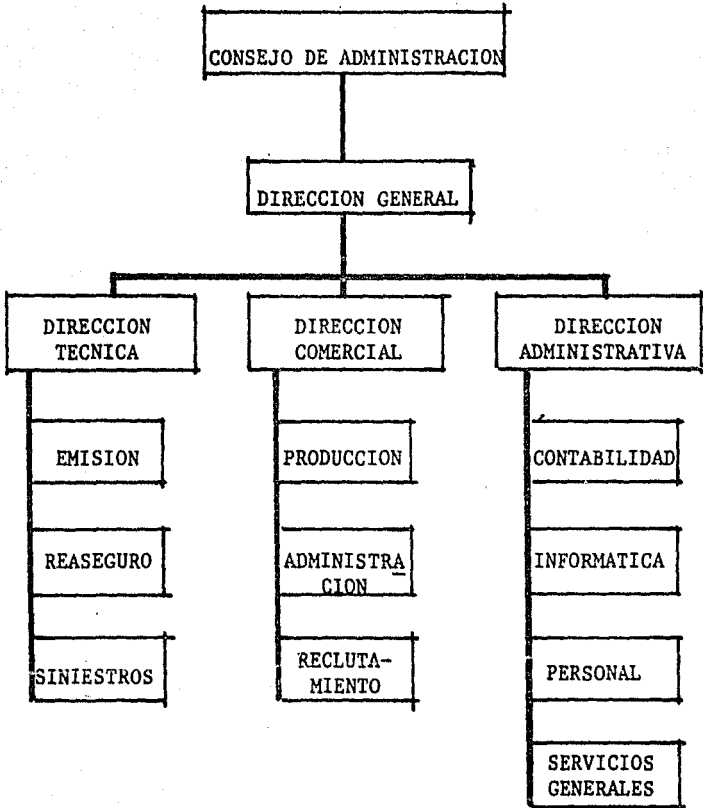 CONSEJO DE ADMINISTRACION
DIRECCION GENERAL
DIRECCION
TECNICA
DIRECCION
COMERCIAL
DIRECCION
ADMINISTRATIVA
EMISION
PRODUCCION
CONTABILIDAD
REASEGURO
ADMINISTRA
CION
INFORMATICA
SINIESTROS
RECLUTA-
MIENTO
PERSONAL
SERVICIOS
GENERALES